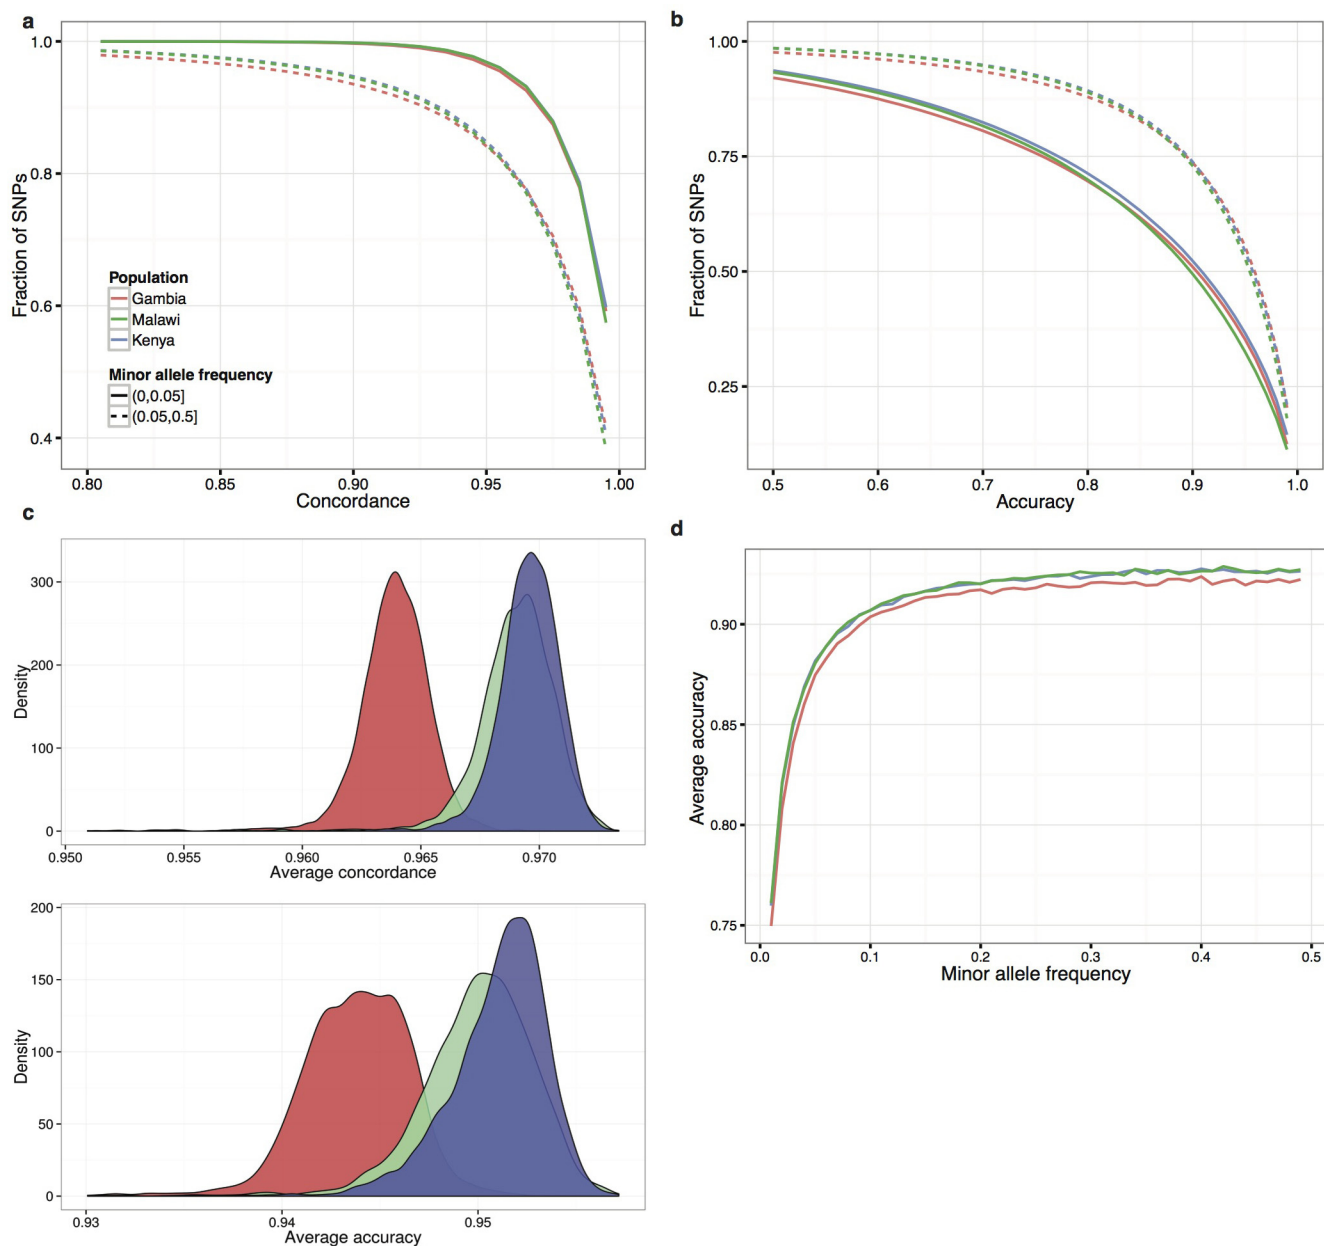 a
1.0
0.8
0.6
0.4
Fraction of SNPs
Population
Gambia
Malawi
Kenya
Minor allele frequency
(0,0.05]
(0.05,0.5]
0.80 0.85 0.90 0.95 1.00
Concordance
b
1.00
0.75
0.50
0.25
Fraction of SNPs
0.5 0.6 0.7 0.8 0.9 1.0
Accuracy
c
300
200
100
0
Density
0.950 0.955 0.960 0.965 0.970
Average concordance
200
150
100
50
0
Density
0.93 0.94 0.95
Average accuracy
d
0.90
0.85
0.80
0.75
Average accuracy
0.0 0.1 0.2 0.3 0.4 0.5
Minor allele frequency